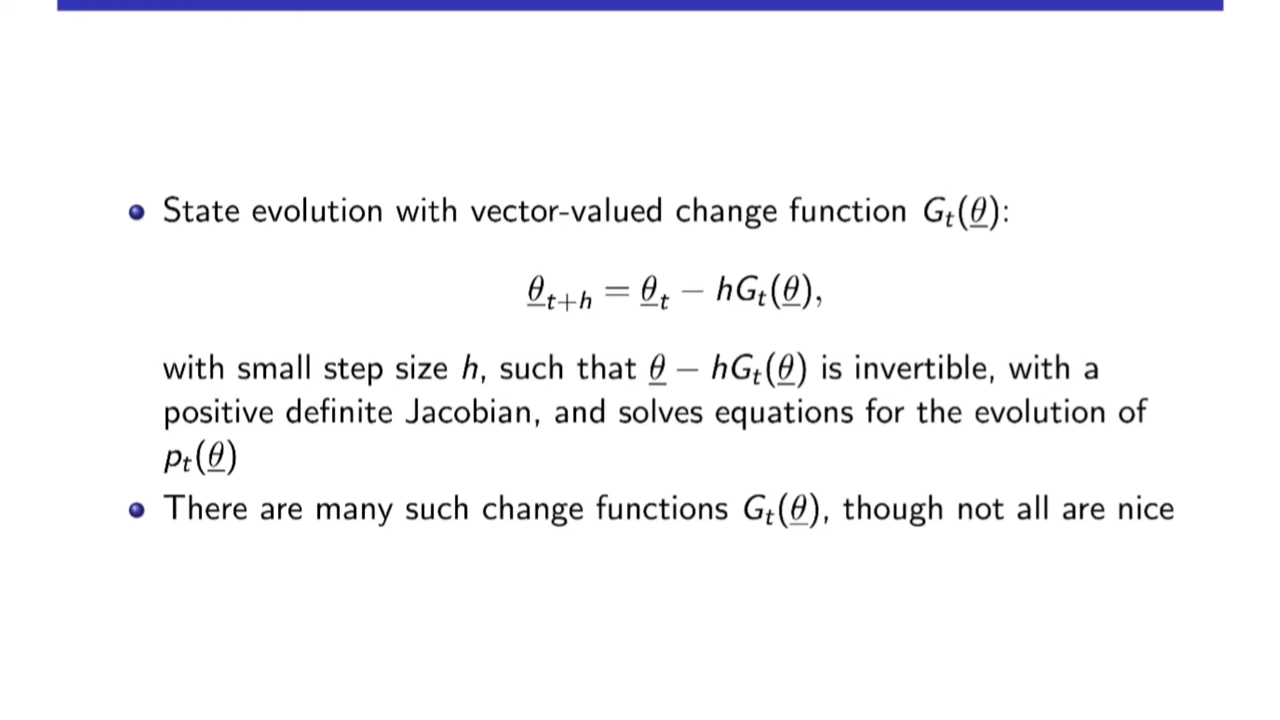 State evolution with vector-valued change function G_t(θ̲):
θ̲_{t+h} = θ̲_t − hG_t(θ̲),
with small step size h, such that θ̲ − hG_t(θ̲) is invertible, with a
positive definite Jacobian, and solves equations for the evolution of
p_t(θ̲)
There are many such change functions G_t(θ̲), though not all are nice